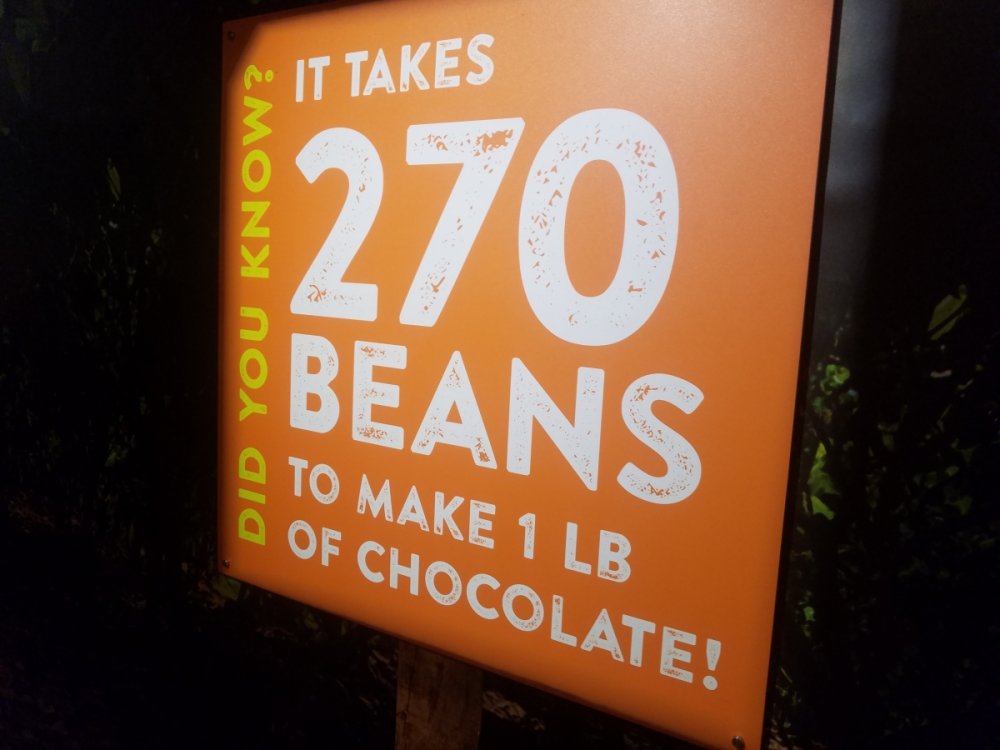 DID YOU KNOW?
IT TAKES
270
BEANS
TO MAKE 1 LB
OF CHOCOLATE!